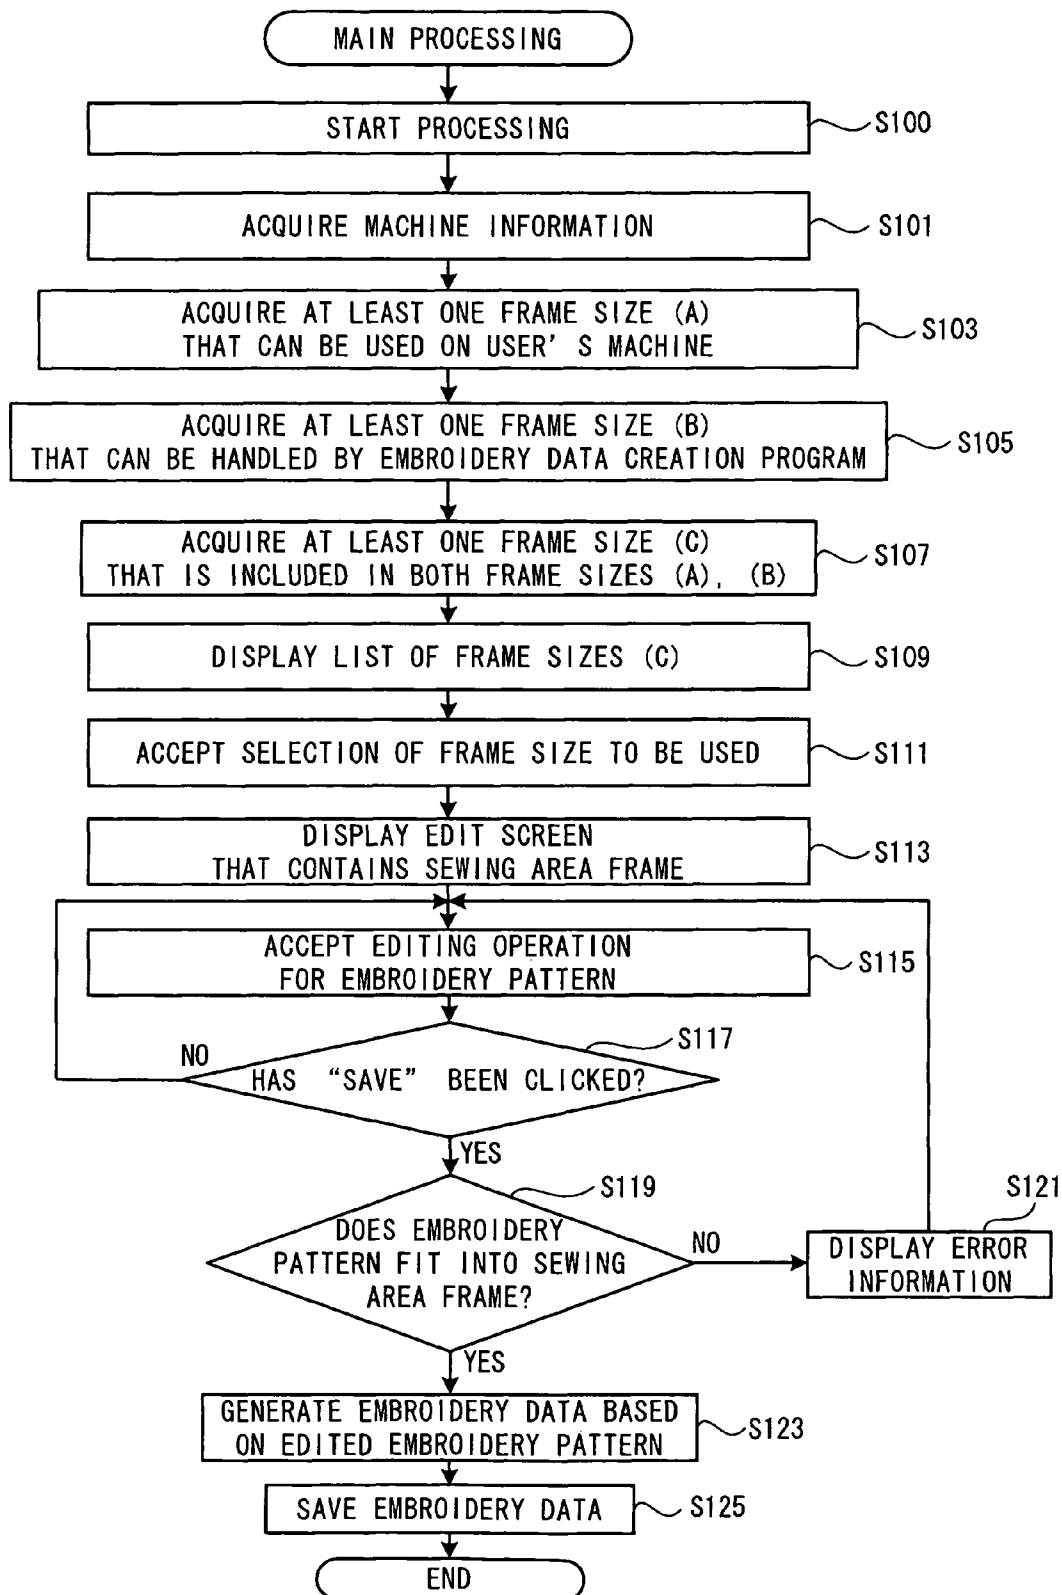 MAIN PROCESSING
START PROCESSING
S100
ACQUIRE MACHINE INFORMATION
S101
ACQUIRE AT LEAST ONE FRAME SIZE (A)
THAT CAN BE USED ON USER'S MACHINE
S103
ACQUIRE AT LEAST ONE FRAME SIZE (B)
THAT CAN BE HANDLED BY EMBROIDERY DATA CREATION PROGRAM
S105
ACQUIRE AT LEAST ONE FRAME SIZE (C)
THAT IS INCLUDED IN BOTH FRAME SIZES (A), (B)
S107
DISPLAY LIST OF FRAME SIZES (C)
S109
ACCEPT SELECTION OF FRAME SIZE TO BE USED
S111
DISPLAY EDIT SCREEN
THAT CONTAINS SEWING AREA FRAME
S113
ACCEPT EDITING OPERATION
FOR EMBROIDERY PATTERN
S115
S117
NO
HAS “SAVE” BEEN CLICKED?
YES
S119
DOES EMBROIDERY
PATTERN FIT INTO SEWING
AREA FRAME?
NO
S121
DISPLAY ERROR
INFORMATION
YES
GENERATE EMBROIDERY DATA BASED
ON EDITED EMBROIDERY PATTERN
S123
SAVE EMBROIDERY DATA
S125
END